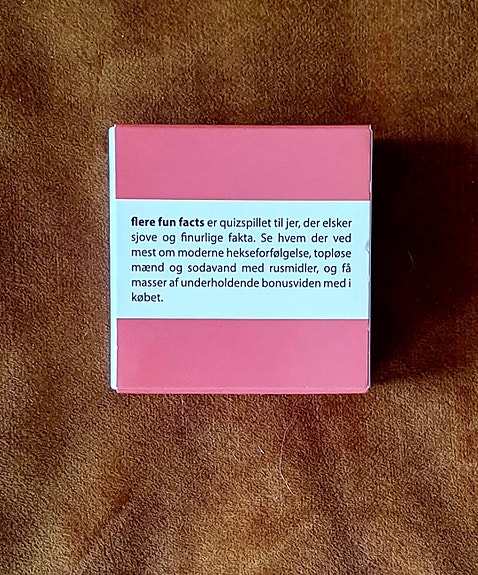 flere fun facts er quizspillet til jer, der elsker
sjove og finurlige fakta. Se hvem der ved
mest om moderne hekseforfølgelse, topløse
mænd og sodavand med rusmidler, og få
masser af underholdende bonusviden med i
købet.